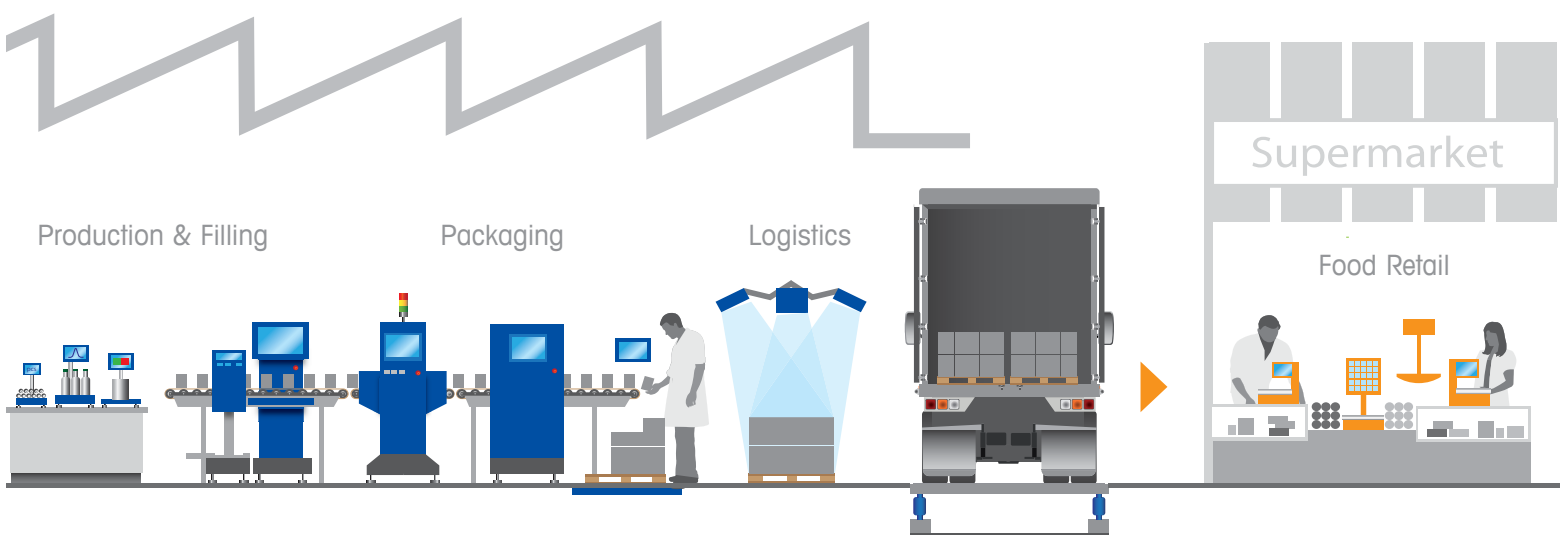 Supermarket
Production & Filling
Packaging
Logistics
Food Retail